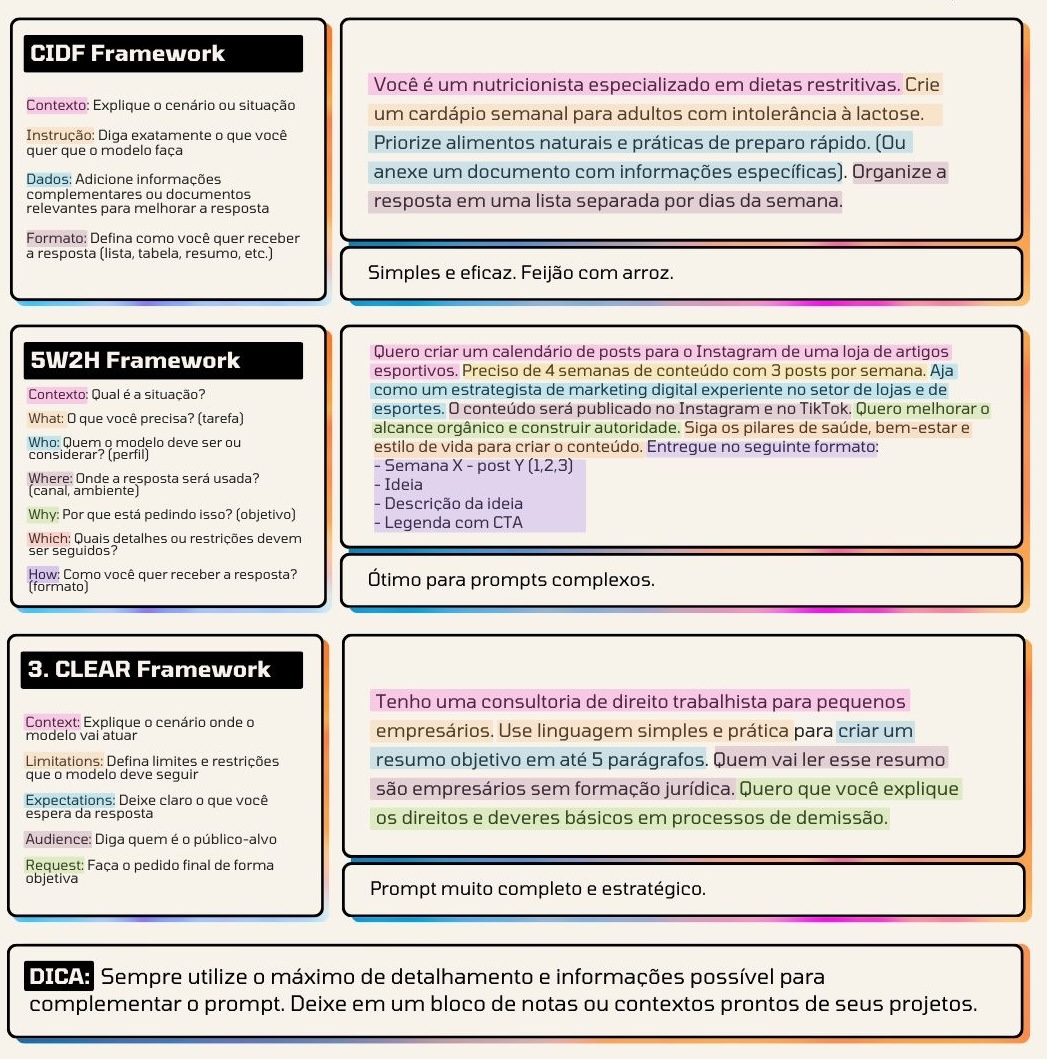 CIDF Framework
Contexto: Explique o cenário ou situação
Instrução: Diga exatamente o que você
quer que o modelo faça
Dados: Adicione informações
complementares ou documentos
relevantes para melhorar a resposta
Formato: Defina como você quer receber
a resposta (lista, tabela, resumo, etc.)
Você é um nutricionista especializado em dietas restritivas. Crie
um cardápio semanal para adultos com intolerância à lactose.
Priorize alimentos naturais e práticas de preparo rápido. (Ou
anexe um documento com informações específicas). Organize a
resposta em uma lista separada por dias da semana.
Simples e eficaz. Feijão com arroz.
5W2H Framework
Contexto: Qual é a situação?
What: O que você precisa? (tarefa)
Who: Quem o modelo deve ser ou
considerar? (perfil)
Where: Onde a resposta será usada?
(canal, ambiente)
Why: Por que está pedindo isso? (objetivo)
Which: Quais detalhes ou restrições devem
ser seguidos?
How: Como você quer receber a resposta?
(formato)
Quero criar um calendário de posts para o Instagram de uma loja de artigos
esportivos. Preciso de 4 semanas de conteúdo com 3 posts por semana. Aja
como um estrategista de marketing digital experiente no setor de lojas e de
esportes. O conteúdo será publicado no Instagram e no TikTok. Quero melhorar o
alcance orgânico e construir autoridade. Siga os pilares de saúde, bem-estar e
estilo de vida para criar o conteúdo. Entregue no seguinte formato:
- Semana X - post Y (1,2,3)
- Ideia
- Descrição da ideia
- Legenda com CTA
Ótimo para prompts complexos.
3. CLEAR Framework
Context: Explique o cenário onde o
modelo vai atuar
Limitations: Defina limites e restrições
que o modelo deve seguir
Expectations: Deixe claro o que você
espera da resposta
Audience: Diga quem é o público-alvo
Request: Faça o pedido final de forma
objetiva
Tenho uma consultoria de direito trabalhista para pequenos
empresários. Use linguagem simples e prática para criar um
resumo objetivo em até 5 parágrafos. Quem vai ler esse resumo
são empresários sem formação jurídica. Quero que você explique
os direitos e deveres básicos em processos de demissão.
Prompt muito completo e estratégico.
DICA: Sempre utilize o máximo de detalhamento e informações possível para
complementar o prompt. Deixe em um bloco de notas ou contextos prontos de seus projetos.